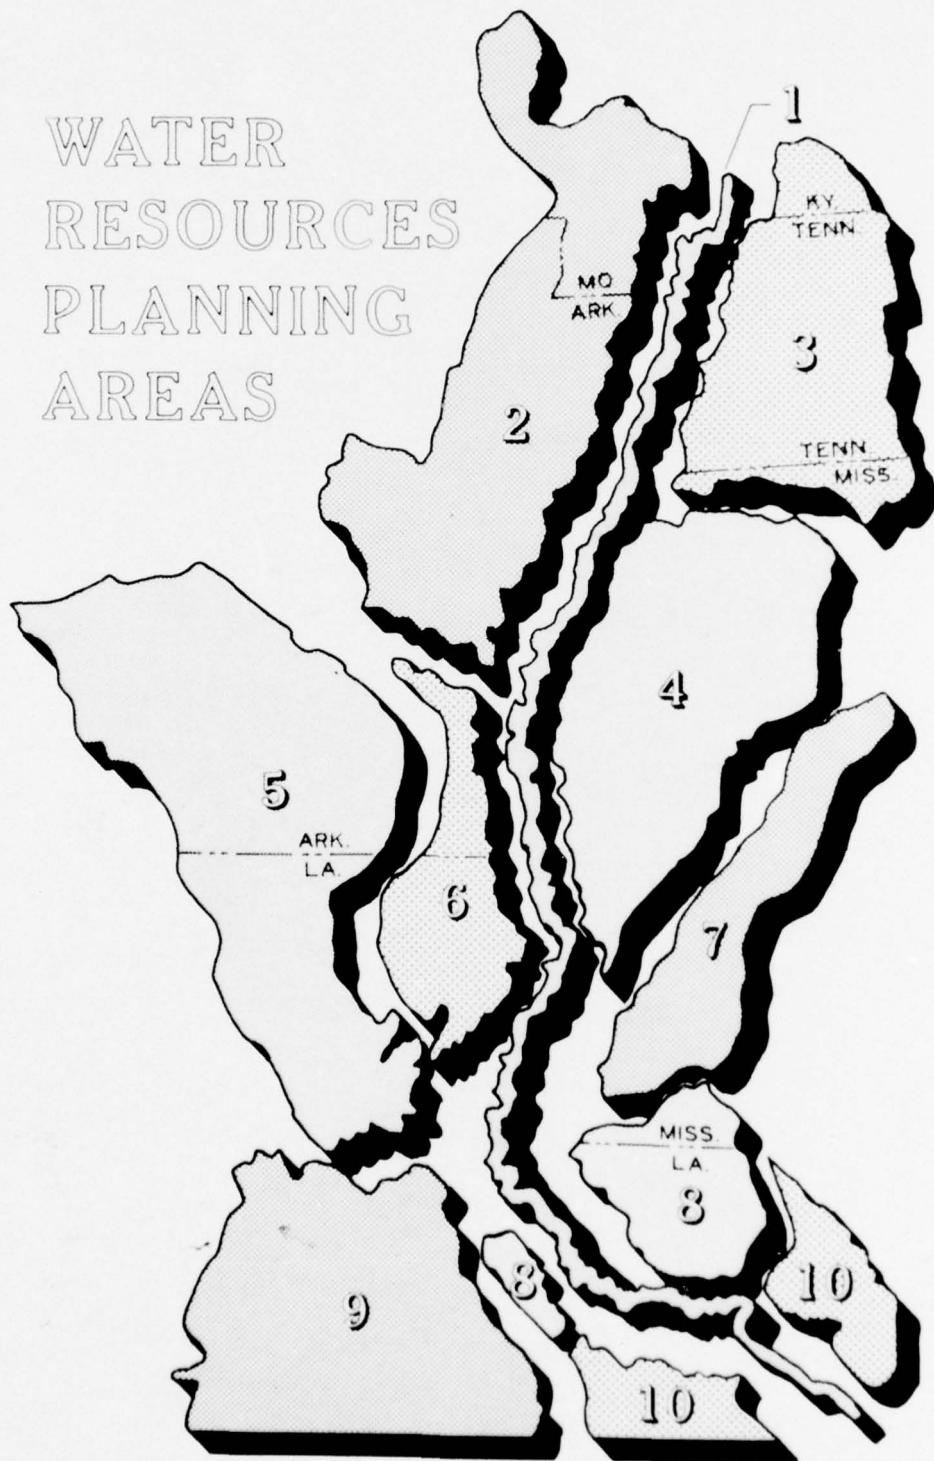 WATER
RESOURCES
PLANNING
AREAS
1
KY.
TENN.
MO.
ARK.
3
2
TENN.
MISS.
4
5
ARK.
LA.
6
7
MISS.
LA.
8
8
10
9
10